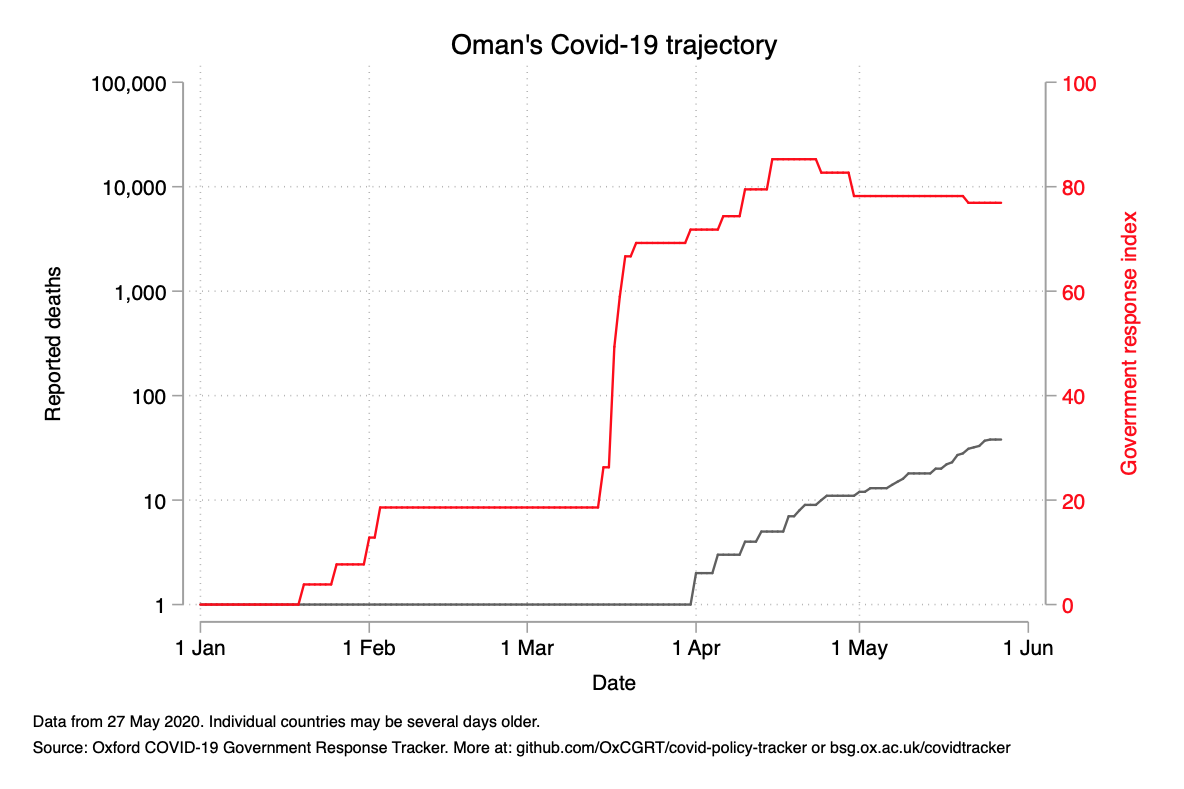 Oman's Covid-19 trajectory
100,000
10,000
1,000
100
10
1
Reported deaths
100
80
60
40
20
0
Government response index
1 Jan 1 Feb 1 Mar 1 Apr 1 May 1 Jun
Date
Data from 27 May 2020. Individual countries may be several days older.
Source: Oxford COVID-19 Government Response Tracker. More at: github.com/OxCGRT/covid-policy-tracker or bsg.ox.ac.uk/covidtracker